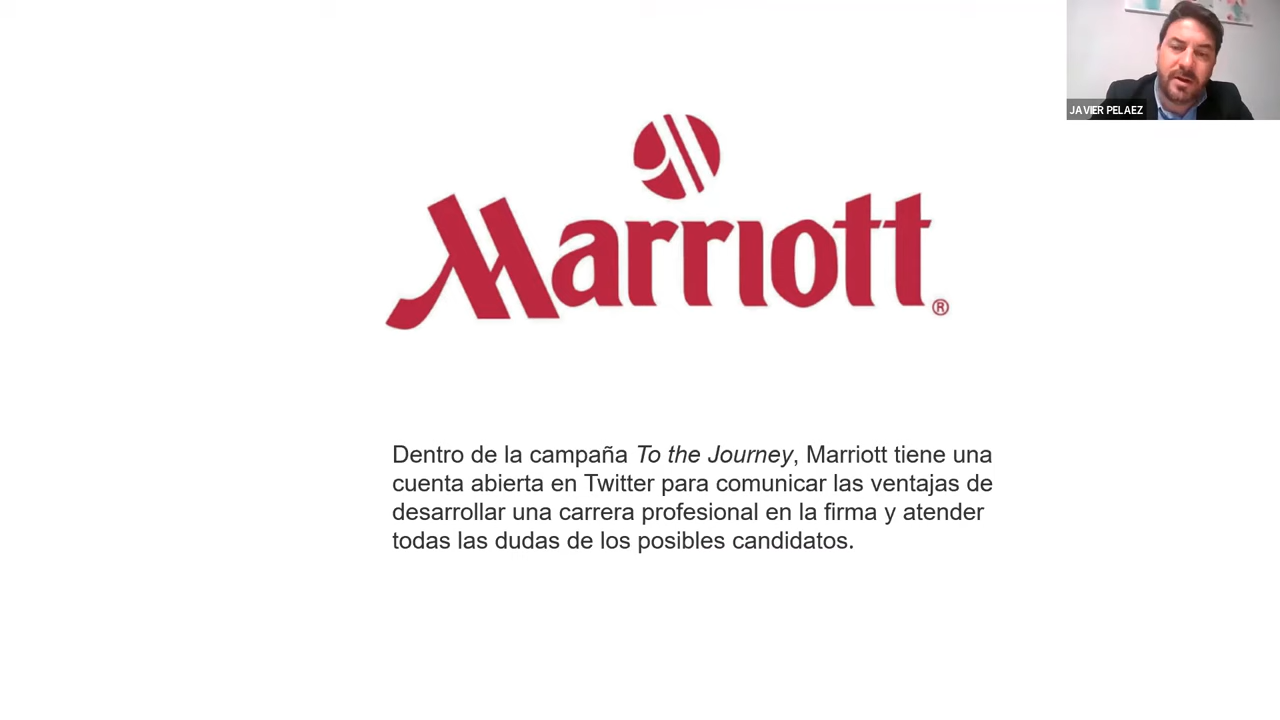 JAVIER PELAEZ
Marriott
®
Dentro de la campaña To the Journey, Marriott tiene una
cuenta abierta en Twitter para comunicar las ventajas de
desarrollar una carrera profesional en la firma y atender
todas las dudas de los posibles candidatos.